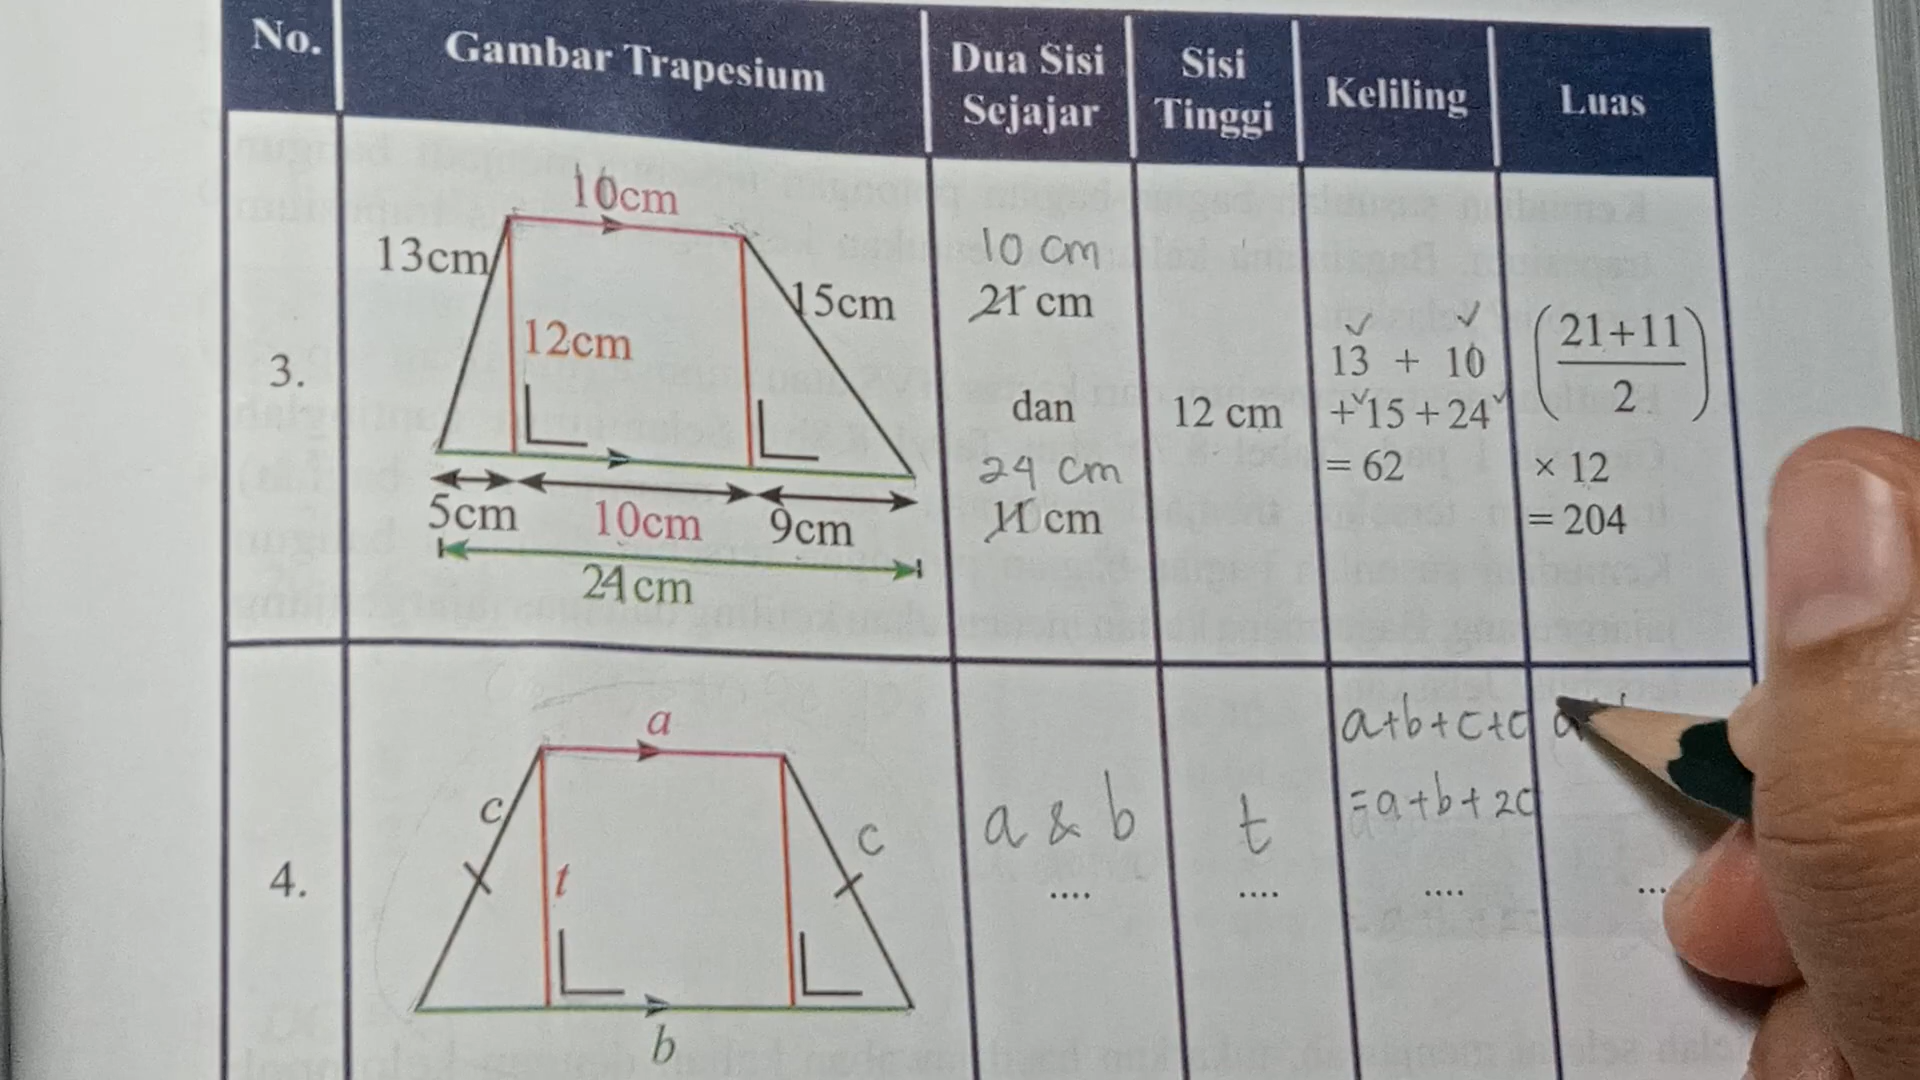 No.
Gambar Trapesium
Dua Sisi
Sejajar
Sisi
Tinggi
Keliling
Luas
3.
10cm
13cm
15cm
12cm
5cm
10cm
9cm
24cm
10 cm
21 cm
dan
24 cm
11 cm
12 cm
13 + 10
+ 15 + 24
= 62
21+11
2
× 12
= 204
4.
a
c
c
t
b
a & b
....
t
....
a+b+c+c
=a+b+2c
....
a
...